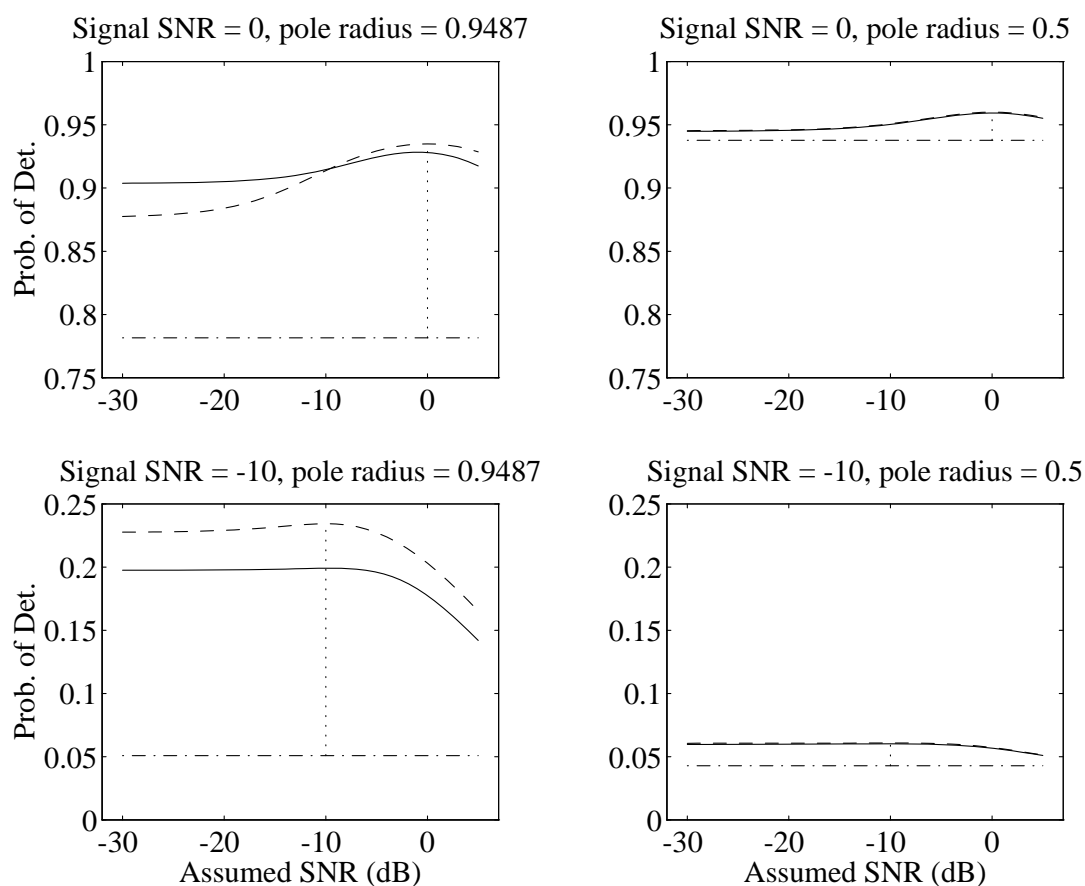 Signal SNR = 0, pole radius = 0.9487
1
0.95
0.9
0.85
0.8
0.75
Prob. of Det.
-30 -20 -10 0
Signal SNR = 0, pole radius = 0.5
1
0.95
0.9
0.85
0.8
0.75
-30 -20 -10 0
Signal SNR = -10, pole radius = 0.9487
0.25
0.2
0.15
0.1
0.05
0
Prob. of Det.
-30 -20 -10 0
Assumed SNR (dB)
Signal SNR = -10, pole radius = 0.5
0.25
0.2
0.15
0.1
0.05
0
-30 -20 -10 0
Assumed SNR (dB)